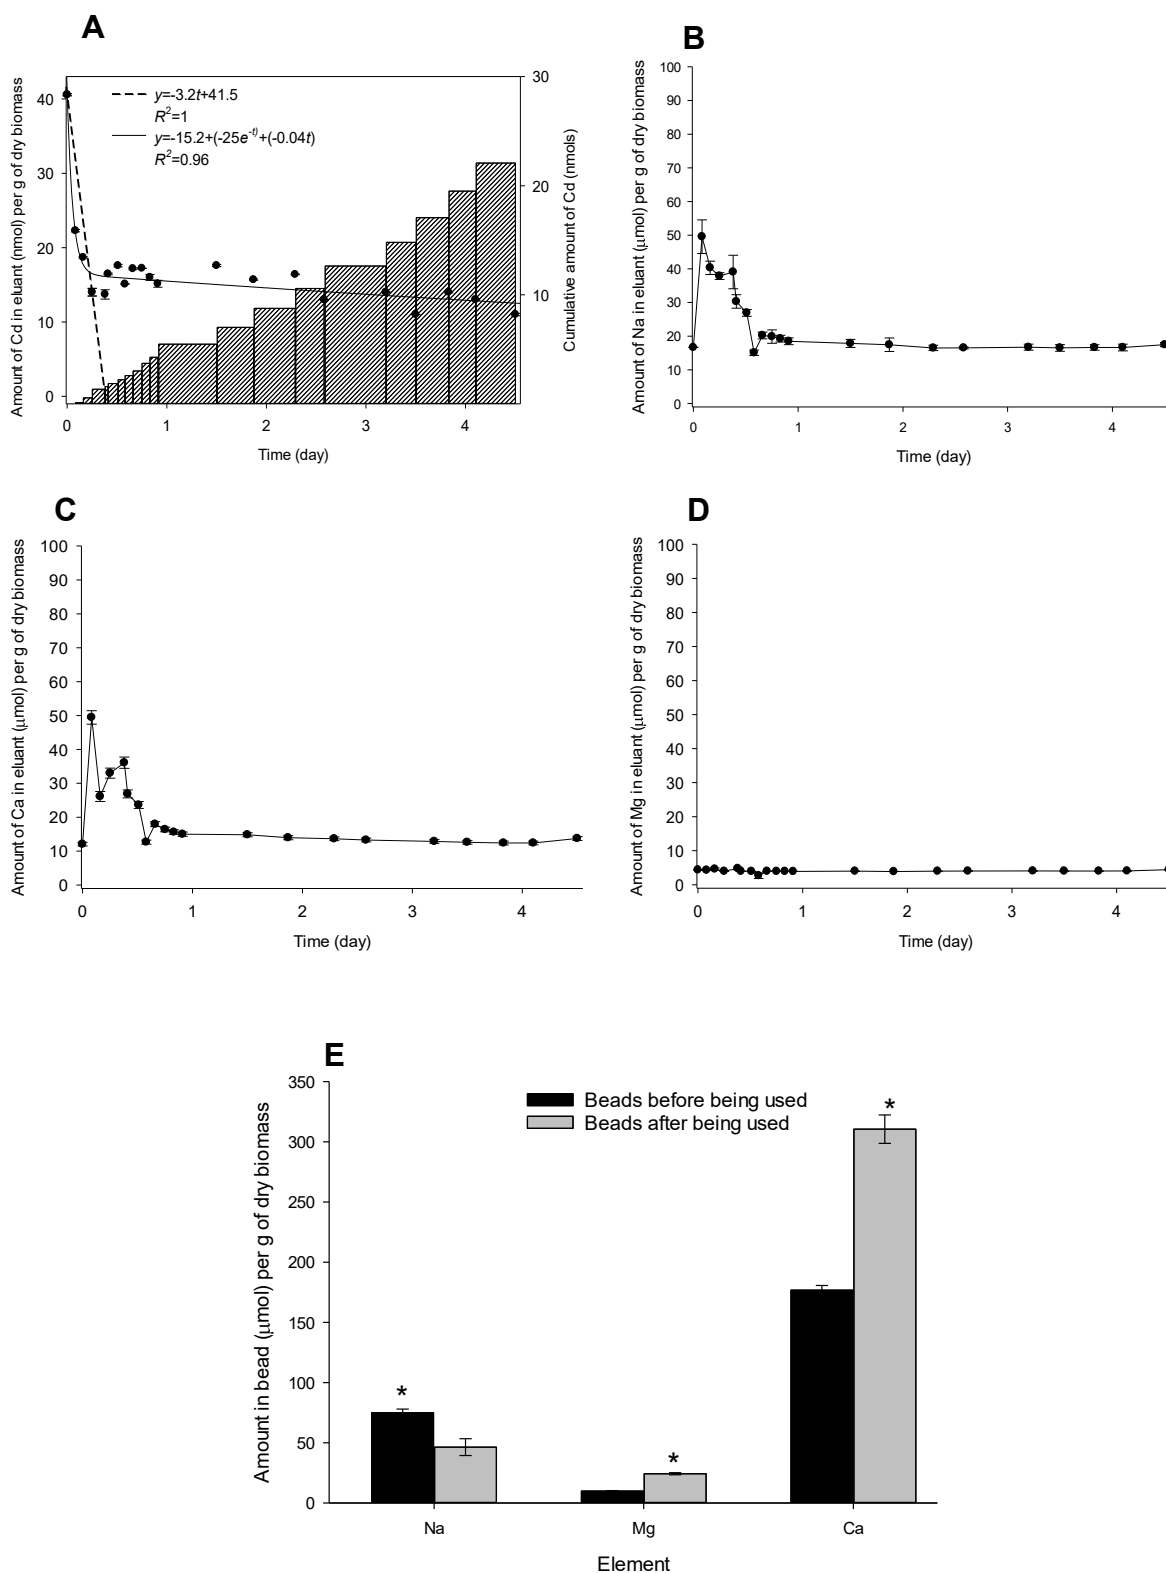 A
Amount of Cd in eluant (nmol) per g of dry biomass
40
30
20
10
0
y=-3.2t+41.5
R²=1
y=-15.2+(-25e⁻ᵗ)+(-0.04t)
R²=0.96
30
20
10
Cumulative amount of Cd (nmols)
0 1 2 3 4
Time (day)
B
Amount of Na in eluant (μmol) per g of dry biomass
100
90
80
70
60
50
40
30
20
10
0
0 1 2 3 4
Time (day)
C
Amount of Ca in eluant (μmol) per g of dry biomass
100
90
80
70
60
50
40
30
20
10
0
0 1 2 3 4
Time (day)
D
Amount of Mg in eluant (μmol) per g of dry biomass
100
90
80
70
60
50
40
30
20
10
0
0 1 2 3 4
Time (day)
E
Amount in bead (μmol) per g of dry biomass
350
300
250
200
150
100
50
0
Beads before being used
Beads after being used
*
*
*
Na Mg Ca
Element